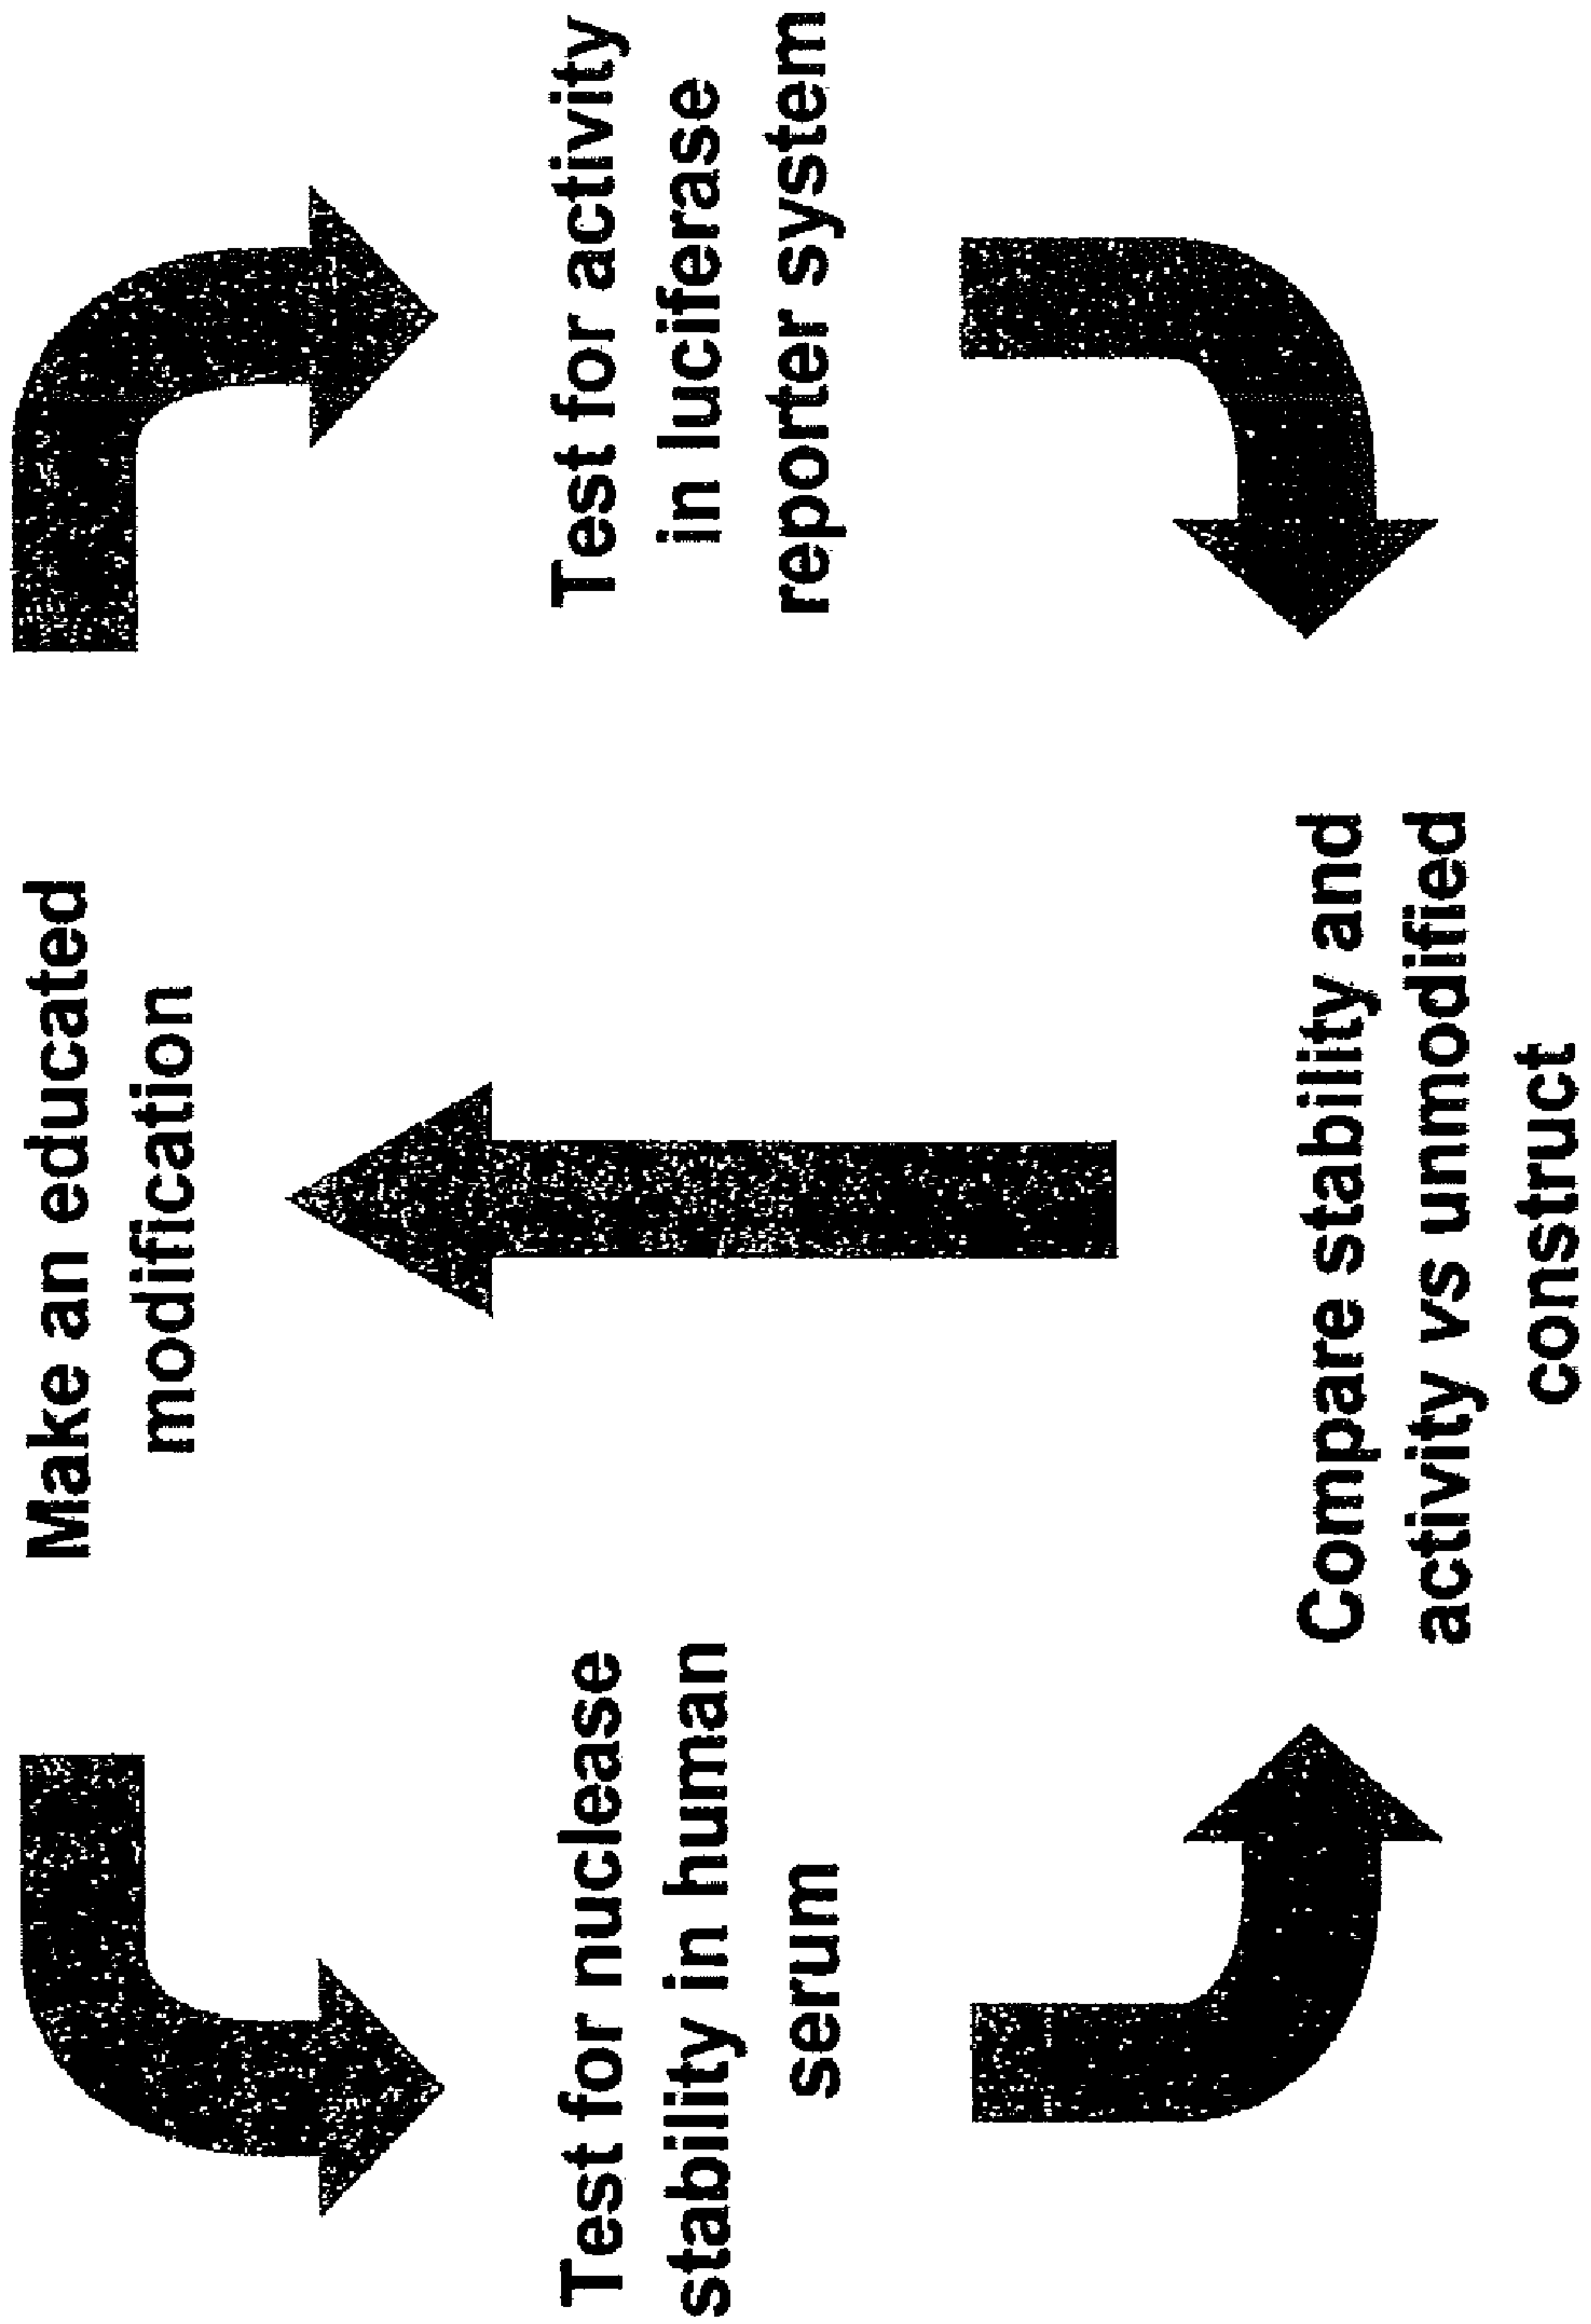 Make an educated
modification
Test for nuclease
stability in human
serum
Test for activity
in luciferase
reporter system
Compare stability and
activity vs unmodified
construct